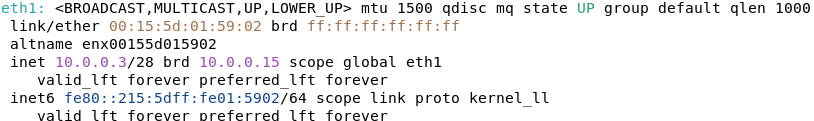 eth1: <BROADCAST,MULTICAST,UP,LOWER_UP> mtu 1500 qdisc mq state UP group default qlen 1000
link/ether 00:15:5d:01:59:02 brd ff:ff:ff:ff:ff:ff
altname enx00155d015902
inet 10.0.0.3/28 brd 10.0.0.15 scope global eth1
valid_lft forever preferred_lft forever
inet6 fe80::215:5dff:fe01:5902/64 scope link proto kernel_ll
valid_lft forever preferred_lft forever